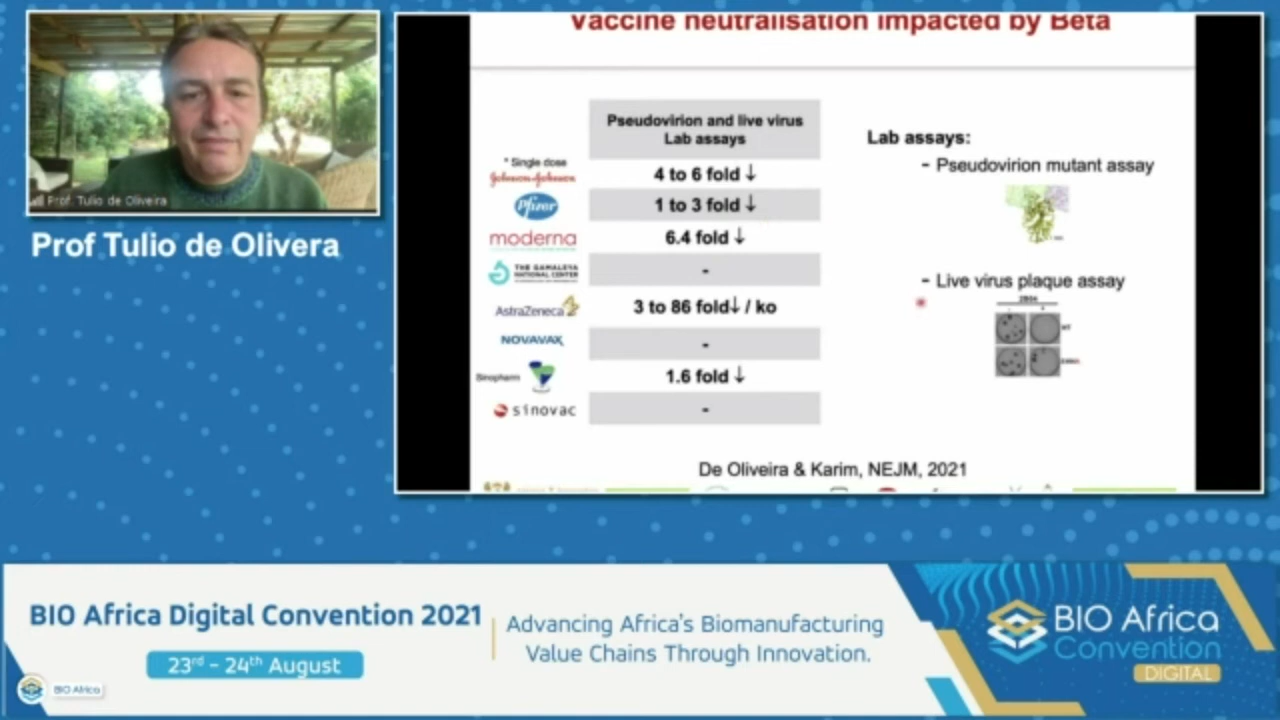 Vaccine neutralisation impacted by Beta
Prof. Tulio de Oliveira
Prof Tulio de Olivera
Pseudovirion and live virus
Lab assays
* Single dose
Johnson & Johnson
4 to 6 fold ↓
Pfizer
1 to 3 fold ↓
moderna
6.4 fold ↓
THE GAMALEYA
NATIONAL CENTER
-
AstraZeneca
3 to 86 fold↓ / ko
NOVAVAX
-
Sinopharm
1.6 fold ↓
sinovac
-
Lab assays:
- Pseudovirion mutant assay
- Live virus plaque assay
De Oliveira & Karim, NEJM, 2021
BIO Africa Digital Convention 2021
23rd – 24th August
Advancing Africa's Biomanufacturing
Value Chains Through Innovation.
BIO Africa
Convention
DIGITAL
BIO Africa